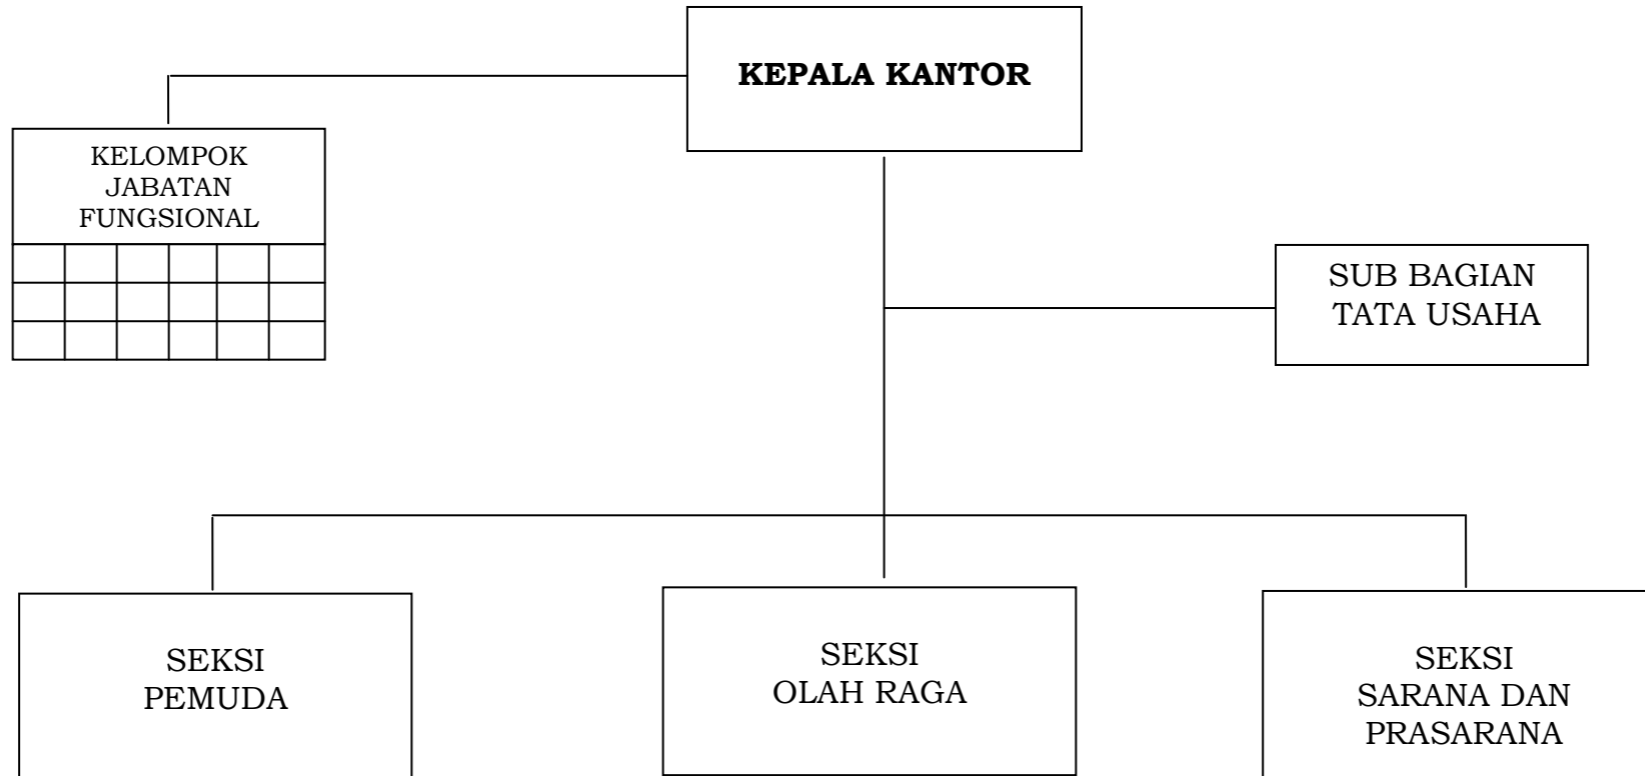 KEPALA KANTOR
KELOMPOK
JABATAN
FUNGSIONAL
SUB BAGIAN
TATA USAHA
SEKSI
PEMUDA
SEKSI
OLAH RAGA
SEKSI
SARANA DAN
PRASARANA